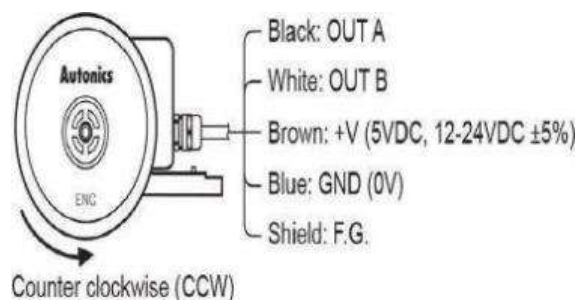 Autonics
ENC
Black: OUT A
White: OUT B
Brown: +V (5VDC, 12-24VDC ±5%)
Blue: GND (0V)
Shield: F.G.
Counter clockwise (CCW)